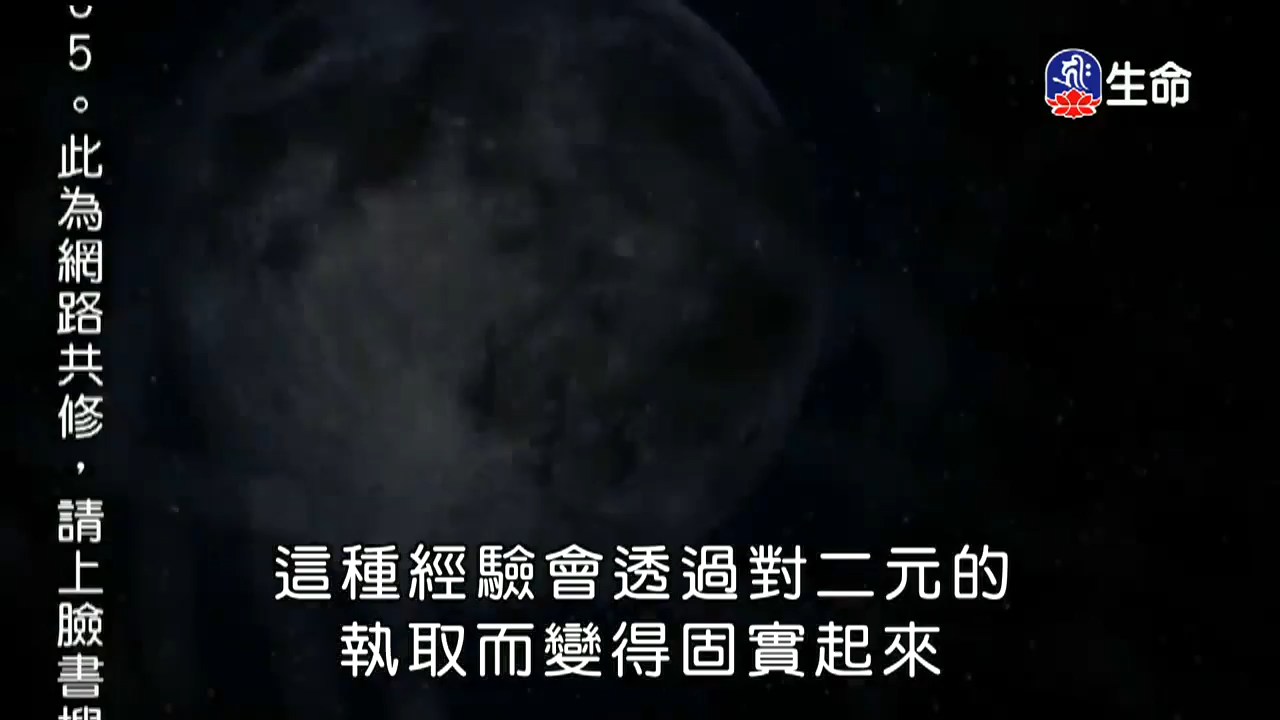 5。此為網路共修，請上臉書
生命
這種經驗會透過對二元的
執取而變得固實起來